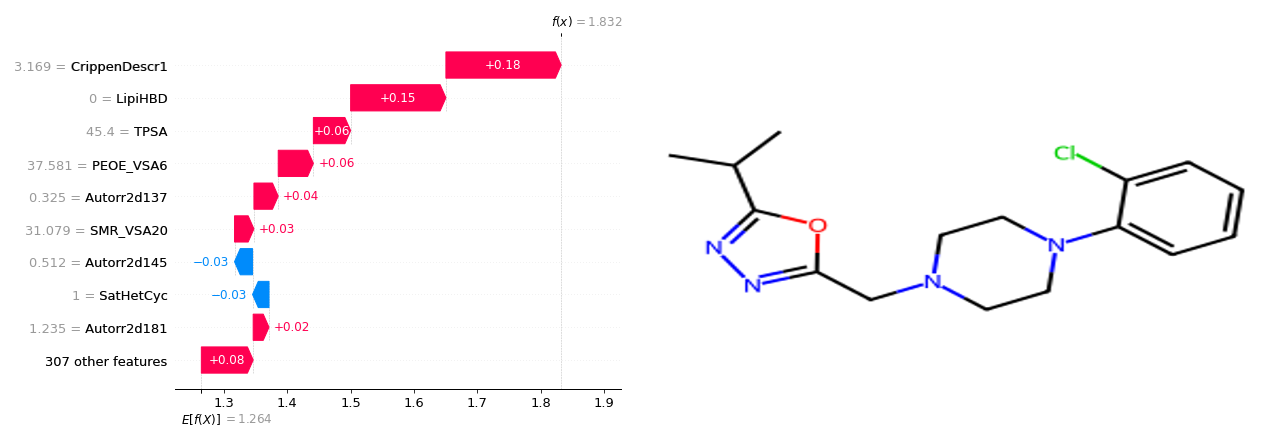 f(x) = 1.832
3.169 = CrippenDescr1
+0.18
0 = LipiHBD
+0.15
45.4 = TPSA
+0.06
37.581 = PEOE_VSA6
+0.06
0.325 = Autorr2d137
+0.04
31.079 = SMR_VSA20
+0.03
0.512 = Autorr2d145
−0.03
1 = SatHetCyc
−0.03
1.235 = Autorr2d181
+0.02
307 other features
+0.08
1.3 1.4 1.5 1.6 1.7 1.8 1.9
E[f(X)] = 1.264
Cl
O
N
N
N
N